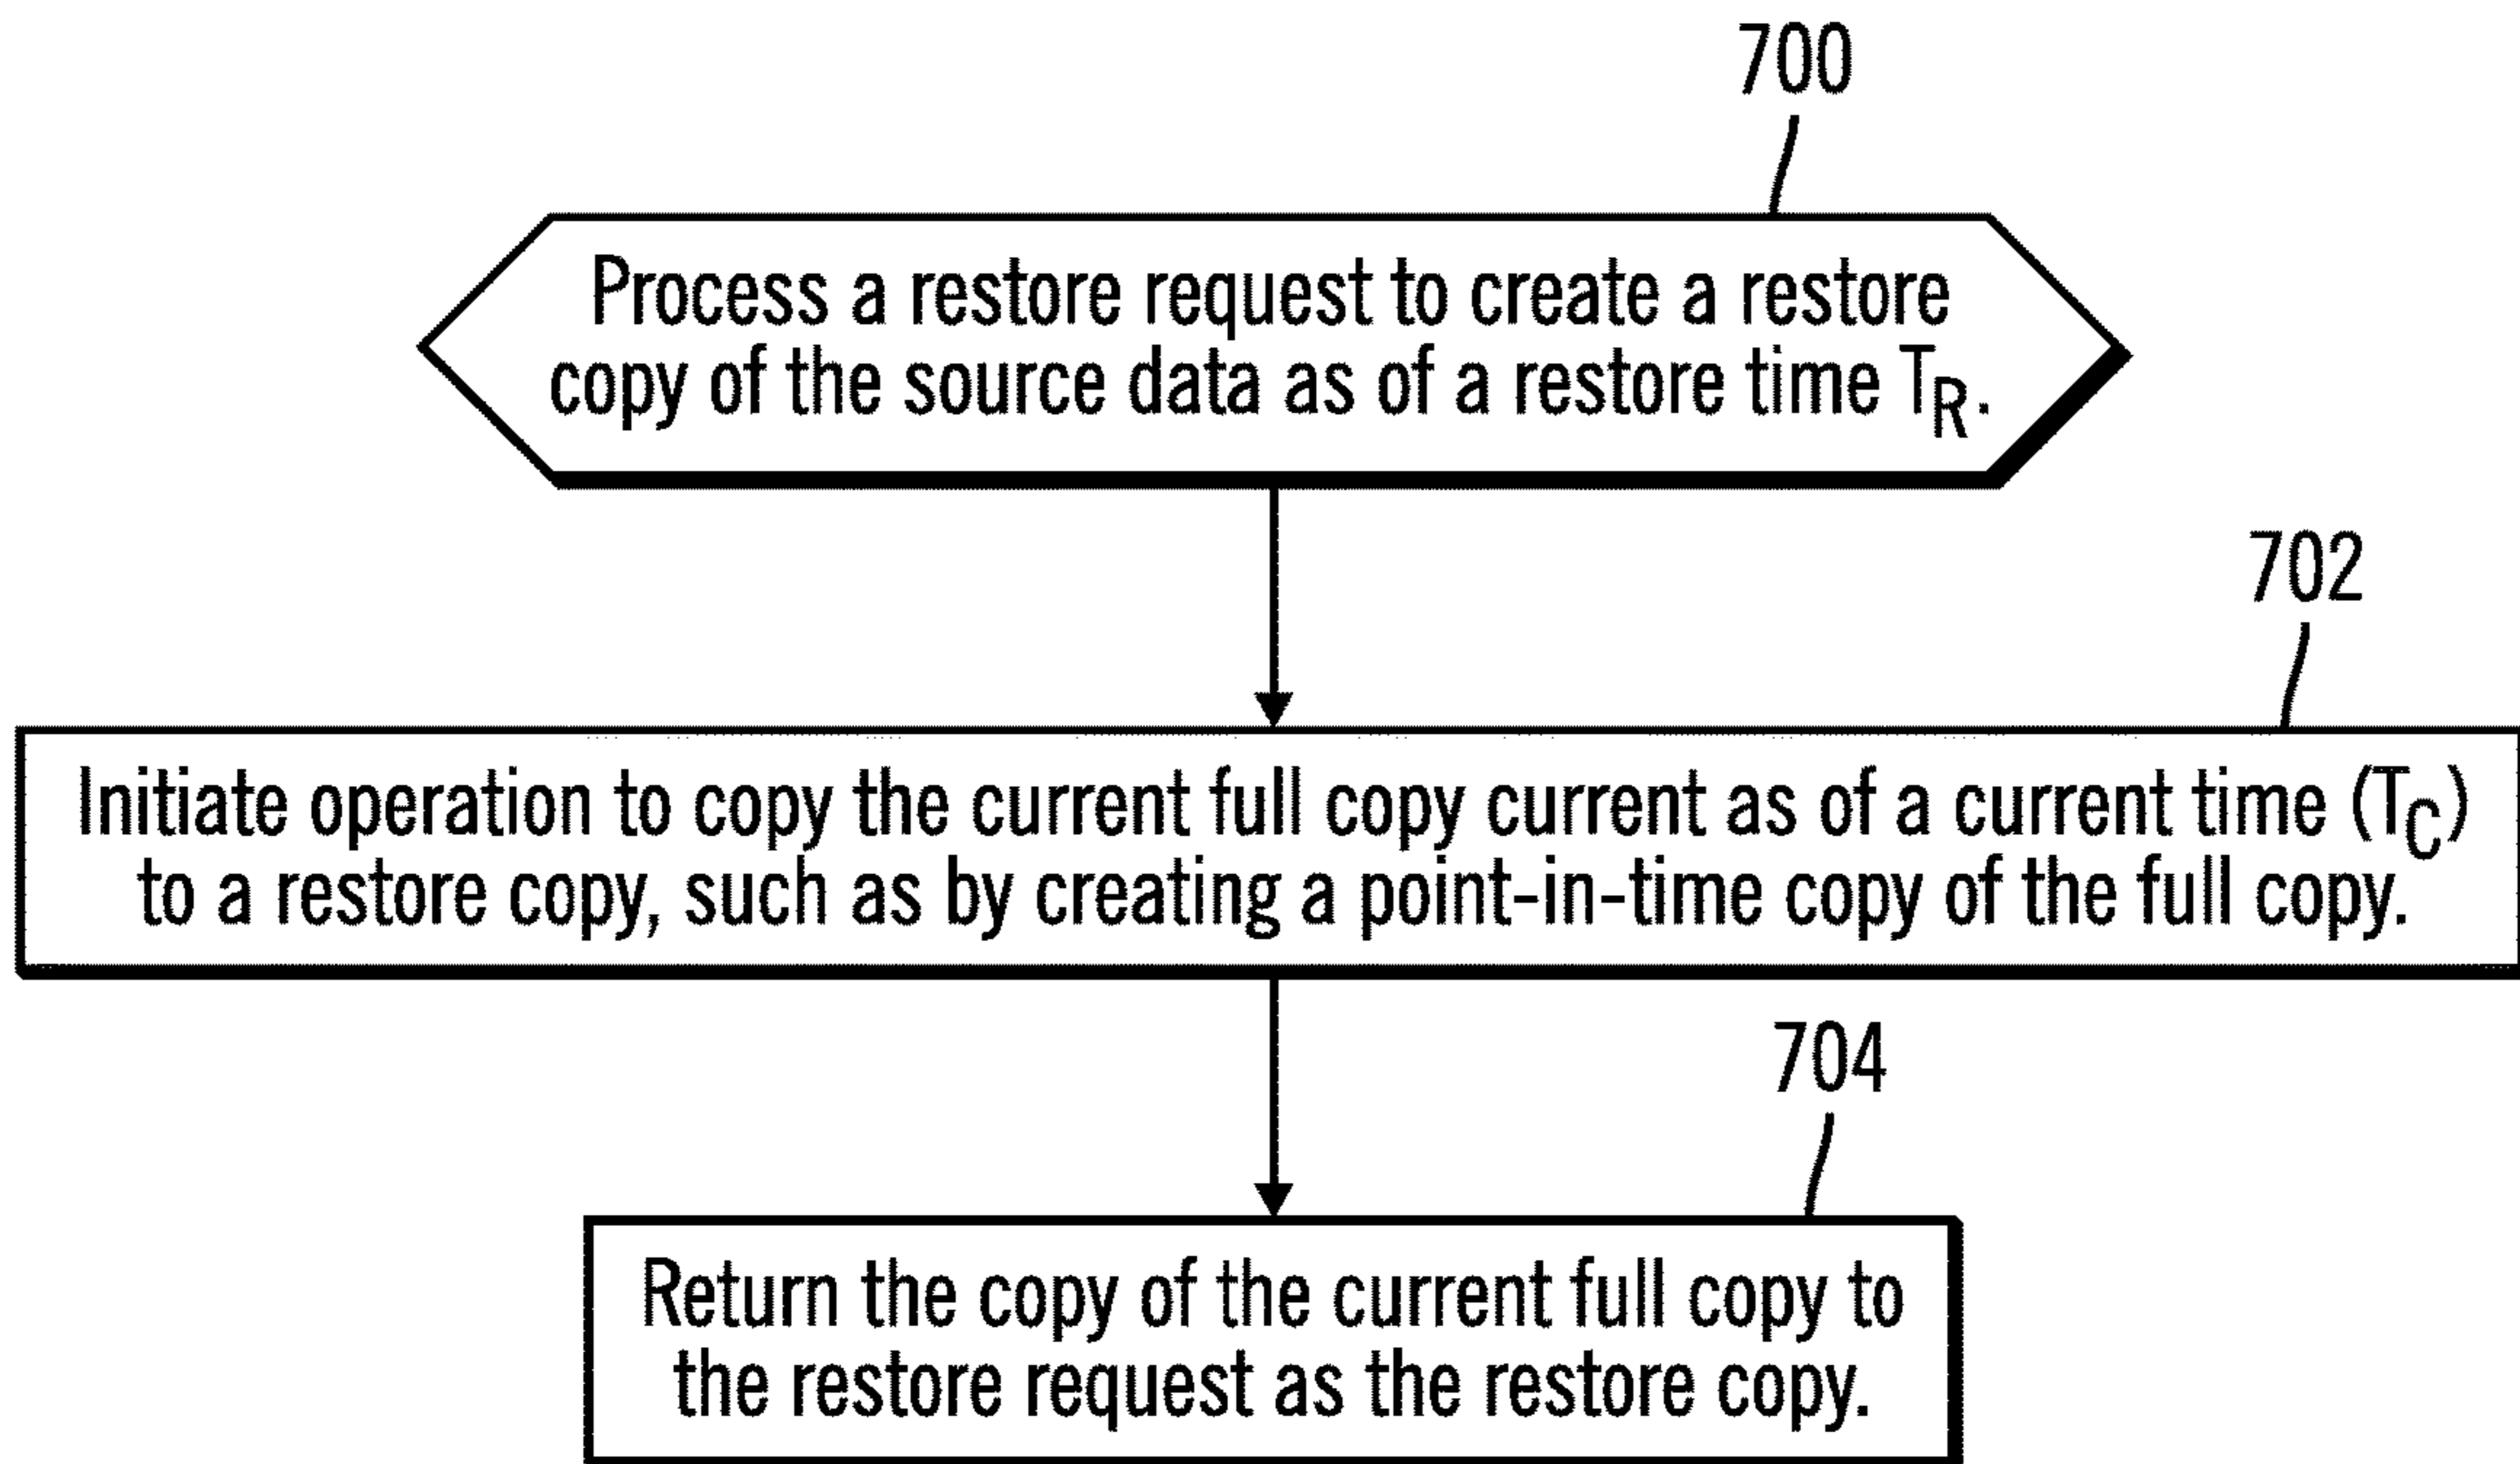 700
Process a restore request to create a restore
copy of the source data as of a restore time TR.
702
Initiate operation to copy the current full copy current as of a current time (TC)
to a restore copy, such as by creating a point-in-time copy of the full copy.
704
Return the copy of the current full copy to
the restore request as the restore copy.